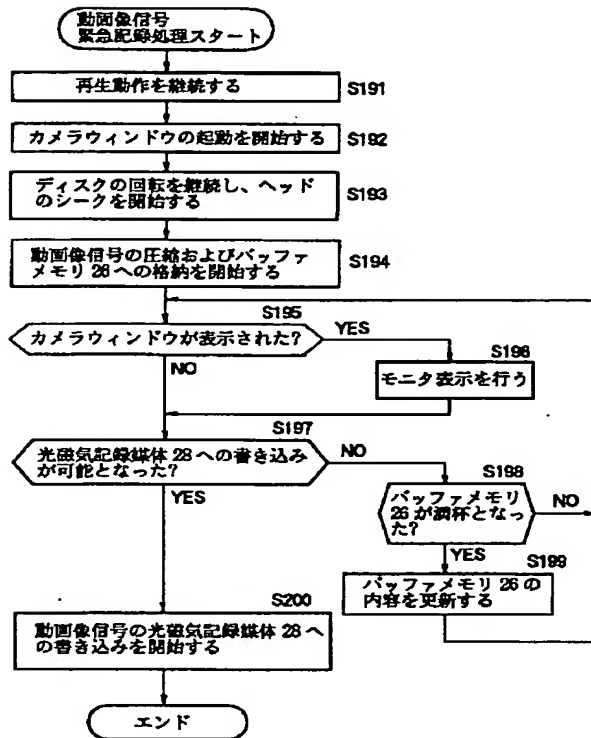 動画像信号
緊急記録処理スタート
再生動作を継続する
S191
カメラウィンドウの起動を開始する
S192
ディスクの回転を継続し、ヘッド
のシークを開始する
S193
動画像信号の圧縮およびバッファ
メモリ26への格納を開始する
S194
S195
カメラウィンドウが表示された?
YES
NO
S196
モニタ表示を行う
S197
光磁気記録媒体28への書き込み
が可能となった?
NO
YES
S198
バッファメモリ
26が満杯となっ
た?
NO
YES
S199
バッファメモリ26の
内容を更新する
S200
動画像信号の光磁気記録媒体28へ
の書き込みを開始する
エンド